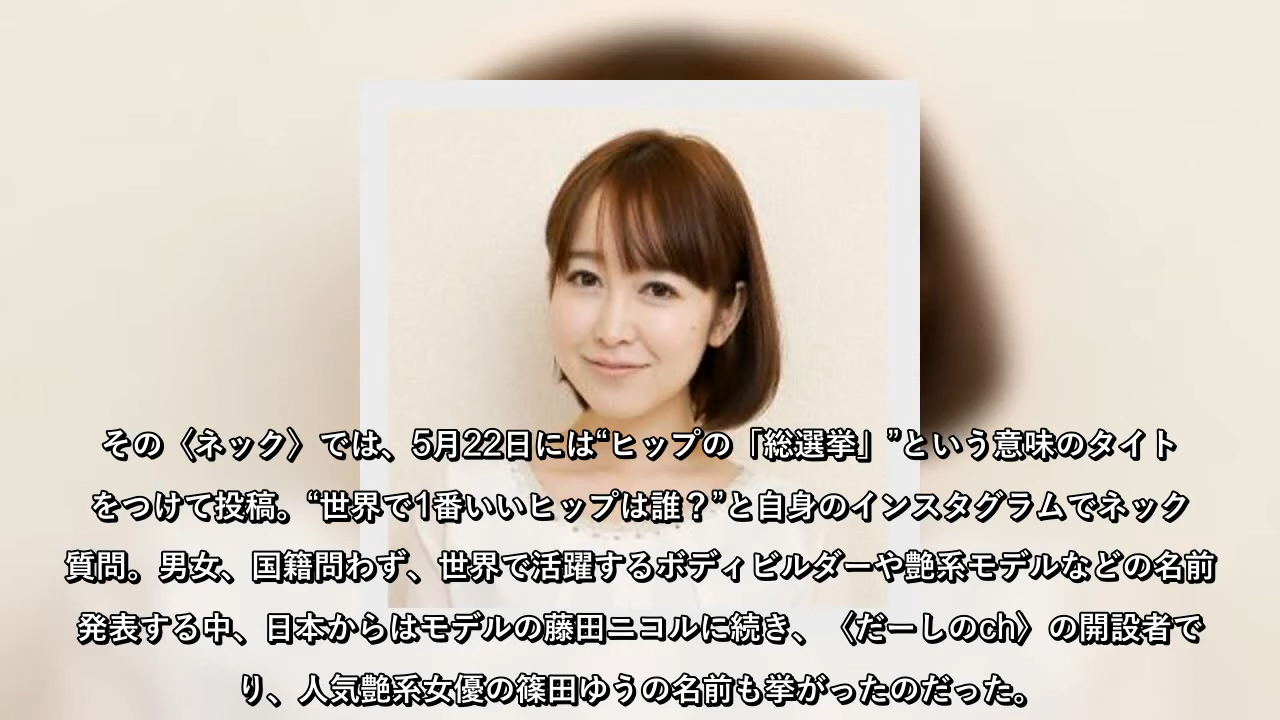 その〈ネック〉では、5月22日には“ヒップの「総選挙」”という意味のタイト
をつけて投稿。“世界で1番いいヒップは誰？”と自身のインスタグラムでネック
質問。男女、国籍問わず、世界で活躍するボディビルダーや艶系モデルなどの名前
発表する中、日本からはモデルの藤田ニコルに続き、〈だーしのch〉の開設者で
り、人気艶系女優の篠田ゆうの名前も挙がったのだった。